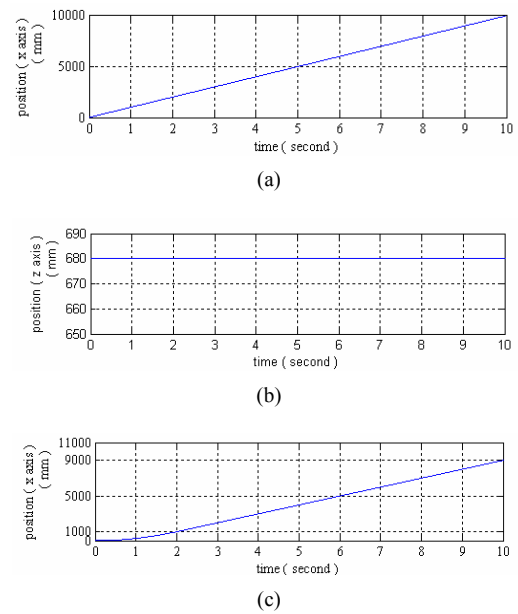 10000
5000
0
position ( x axis )
( mm )
0 1 2 3 4 5 6 7 8 9 10
time ( second )
(a)
690
680
670
660
650
position ( z axis )
( mm )
0 1 2 3 4 5 6 7 8 9 10
time ( second )
(b)
11000
9000
5000
1000
0
position ( x axis )
( mm )
0 1 2 3 4 5 6 7 8 9 10
time ( second )
(c)